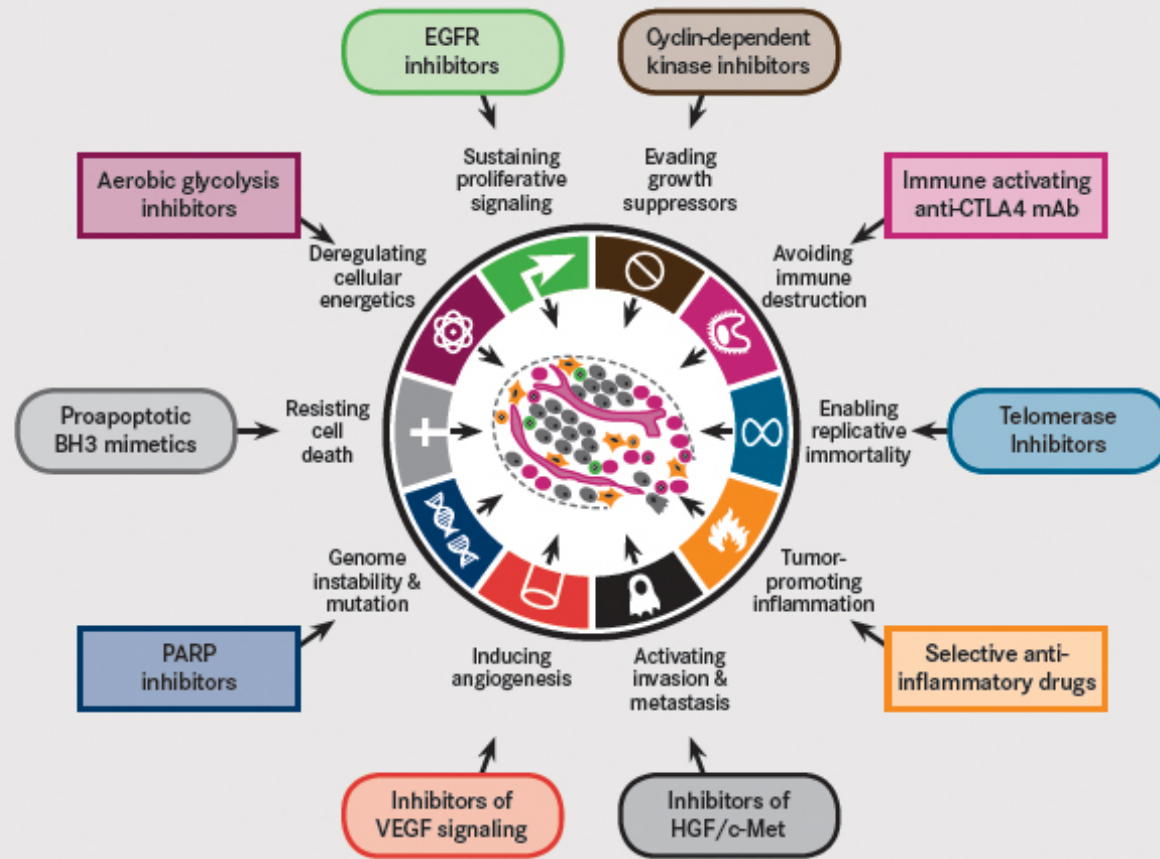 EGFR
inhibitors
Cyclin-dependent
kinase inhibitors
Sustaining
proliferative
signaling
Evading
growth
suppressors
Aerobic glycolysis
inhibitors
Immune activating
anti-CTLA4 mAb
Deregulating
cellular
energetics
Avoiding
immune
destruction
Proapoptotic
BH3 mimetics
Resisting
cell
death
Enabling
replicative
immortality
Telomerase
Inhibitors
Genome
instability &
mutation
Tumor-
promoting
inflammation
PARP
inhibitors
Inducing
angiogenesis
Activating
invasion &
metastasis
Selective anti-
inflammatory drugs
Inhibitors of
VEGF signaling
Inhibitors of
HGF/c-Met